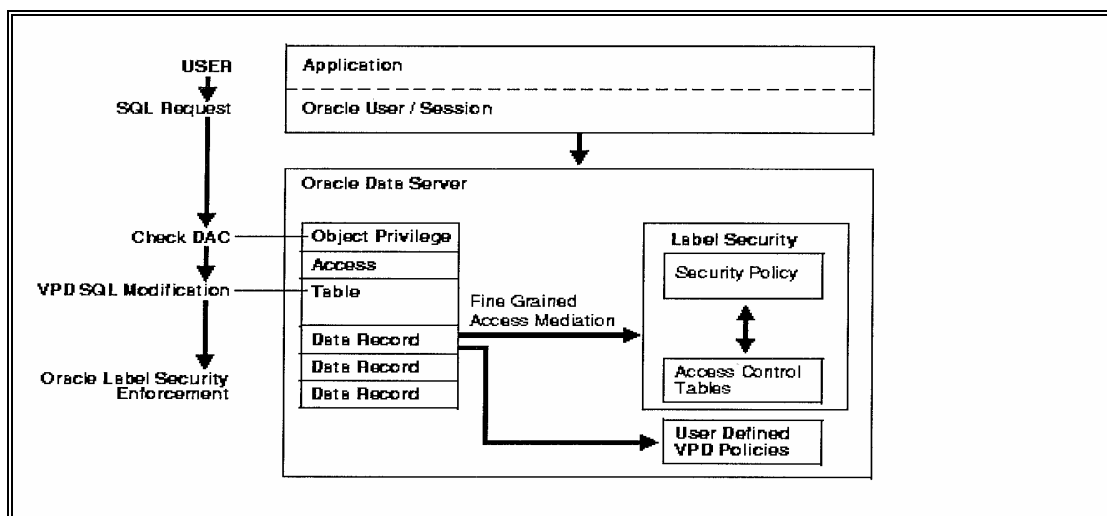 USER
SQL Request
Check DAC
VPD SQL Modification
Oracle Label Security
Enforcement
Application
Oracle User / Session
Oracle Data Server
Object Privilege
Access
Table
Data Record
Data Record
Data Record
Fine Grained
Access Mediation
Label Security
Security Policy
Access Control
Tables
User Defined
VPD Policies